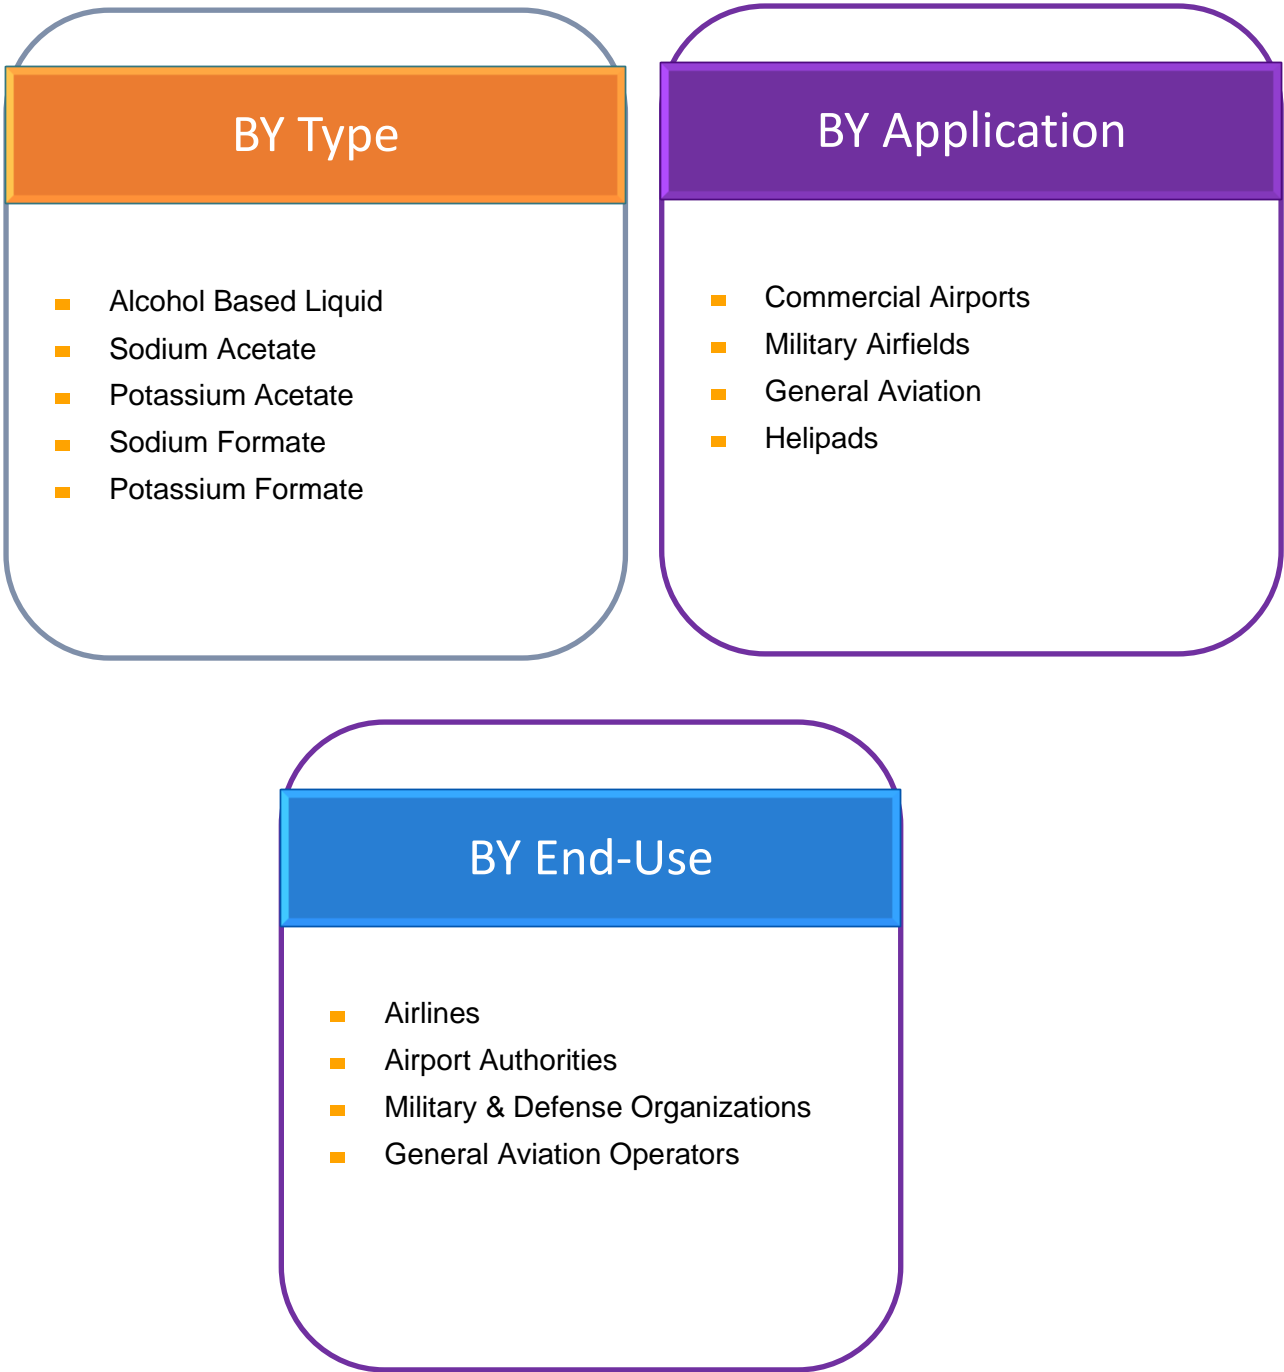 BY Type
Alcohol Based Liquid
Sodium Acetate
Potassium Acetate
Sodium Formate
Potassium Formate
BY Application
Commercial Airports
Military Airfields
General Aviation
Helipads
BY End-Use
Airlines
Airport Authorities
Military & Defense Organizations
General Aviation Operators